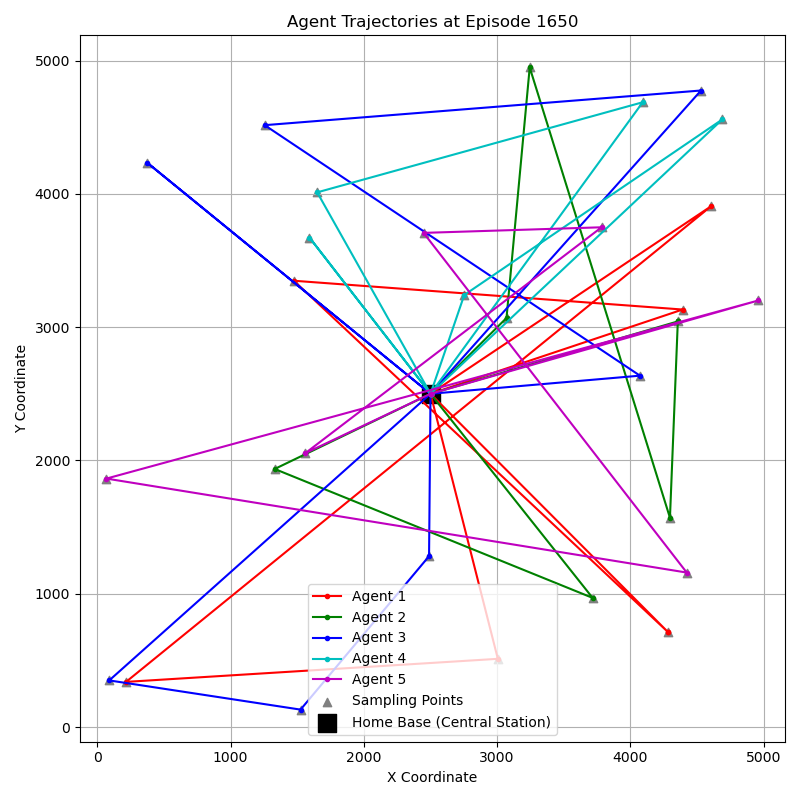 Agent Trajectories at Episode 1650
5000
4000
3000
2000
1000
0
Y Coordinate
Agent 1
Agent 2
Agent 3
Agent 4
Agent 5
Sampling Points
Home Base (Central Station)
0 1000 2000 3000 4000 5000
X Coordinate